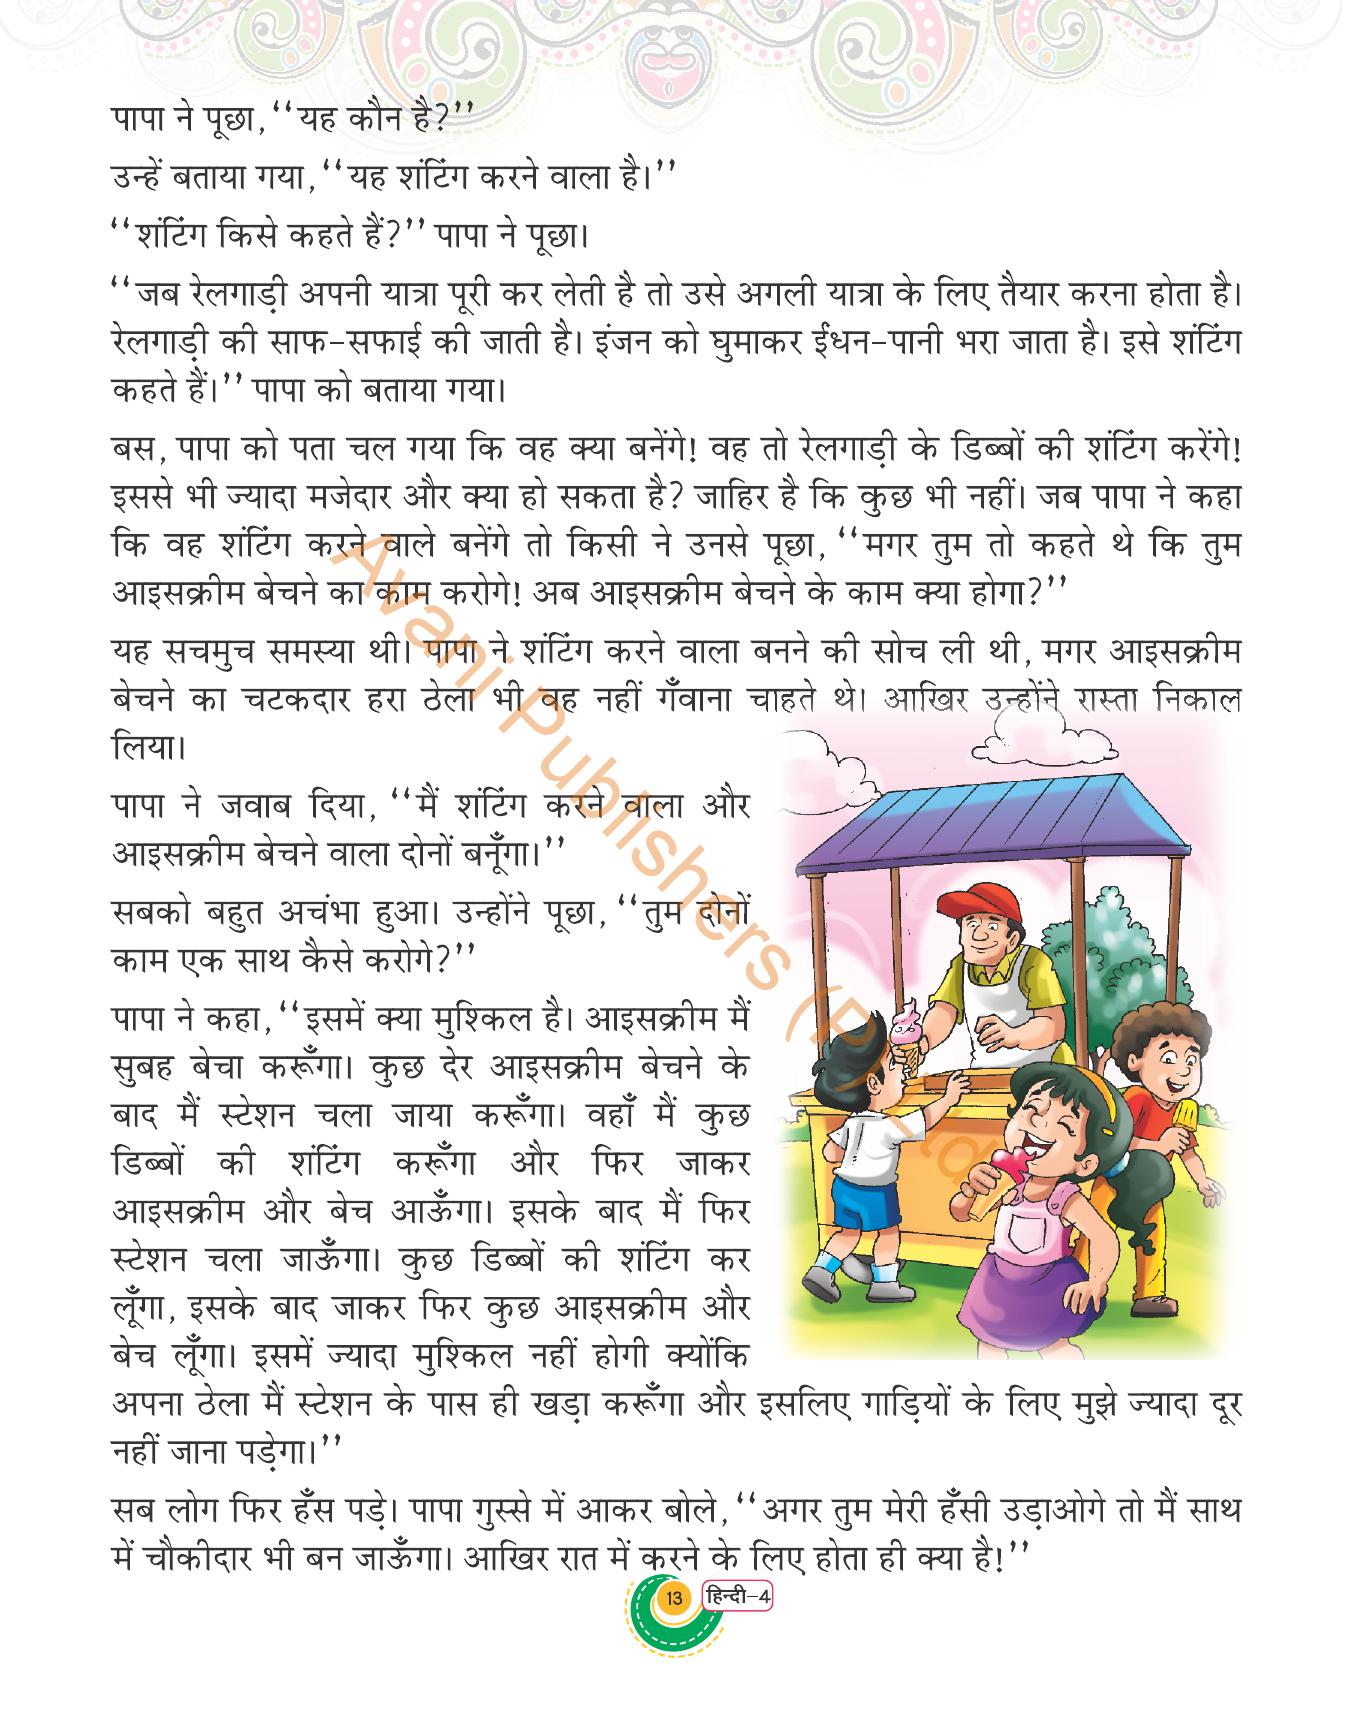 पापा ने पूछा, ‘‘यह कौन है?’’
उन्हें बताया गया, ‘‘यह शंटिंग करने वाला है।’’
‘‘शंटिंग किसे कहते हैं?’’ पापा ने पूछा।
‘‘जब रेलगाड़ी अपनी यात्रा पूरी कर लेती है तो उसे अगली यात्रा के लिए तैयार करना होता है।
रेलगाड़ी की साफ-सफाई की जाती है। इंजन को घुमाकर ईंधन-पानी भरा जाता है। इसे शंटिंग
कहते हैं।’’ पापा को बताया गया।
बस, पापा को पता चल गया कि वह क्या बनेंगे! वह तो रेलगाड़ी के डिब्बों की शंटिंग करेंगे!
इससे भी ज्यादा मजेदार और क्या हो सकता है? जाहिर है कि कुछ भी नहीं। जब पापा ने कहा
कि वह शंटिंग करने वाले बनेंगे तो किसी ने उनसे पूछा, ‘‘मगर तुम तो कहते थे कि तुम
आइसक्रीम बेचने का काम करोगे! अब आइसक्रीम बेचने के काम क्या होगा?’’
यह सचमुच समस्या थी। पापा ने शंटिंग करने वाला बनने की सोच ली थी, मगर आइसक्रीम
बेचने का चटकदार हरा ठेला भी वह नहीं गँवाना चाहते थे। आखिर उन्होंने रास्ता निकाल
लिया।
पापा ने जवाब दिया, ‘‘मैं शंटिंग करने वाला और
आइसक्रीम बेचने वाला दोनों बनूँगा।’’
सबको बहुत अचंभा हुआ। उन्होंने पूछा, ‘‘तुम दोनों
काम एक साथ कैसे करोगे?’’
पापा ने कहा, ‘‘इसमें क्या मुश्किल है। आइसक्रीम मैं
सुबह बेचा करूँगा। कुछ देर आइसक्रीम बेचने के
बाद मैं स्टेशन चला जाया करूँगा। वहाँ मैं कुछ
डिब्बों की शंटिंग करूँगा और फिर जाकर
आइसक्रीम और बेच आऊँगा। इसके बाद मैं फिर
स्टेशन चला जाऊँगा। कुछ डिब्बों की शंटिंग कर
लूँगा, इसके बाद जाकर फिर कुछ आइसक्रीम और
बेच लूँगा। इसमें ज्यादा मुश्किल नहीं होगी क्योंकि
अपना ठेला मैं स्टेशन के पास ही खड़ा करूँगा और इसलिए गाड़ियों के लिए मुझे ज्यादा दूर
नहीं जाना पड़ेगा।’’
सब लोग फिर हँस पड़े। पापा गुस्से में आकर बोले, ‘‘अगर तुम मेरी हँसी उड़ाओगे तो मैं साथ
में चौकीदार भी बन जाऊँगा। आखिर रात में करने के लिए होता ही क्या है!’’
13 हिन्दी-4
Avani Publishers